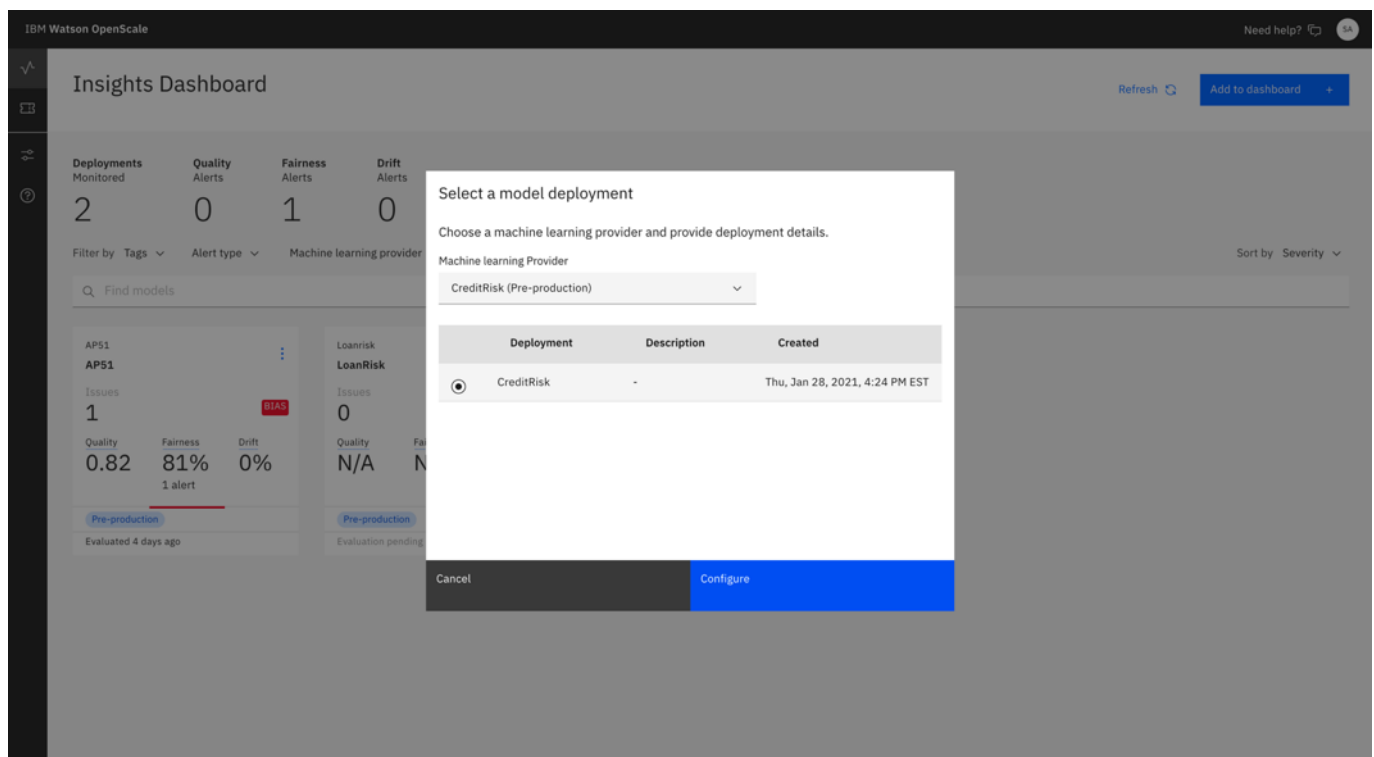 IBM Watson OpenScale
Need help?
SA
Insights Dashboard
Refresh
Add to dashboard +
Deployments Quality Fairness Drift
Monitored Alerts Alerts Alerts
2 0 1 0
Filter by Tags Alert type Machine learning provider
Sort by Severity
Find models
AP51
AP51
Issues
1
BIAS
Quality Fairness Drift
0.82 81% 0%
1 alert
Pre-production
Evaluated 4 days ago
Loanrisk
LoanRisk
Issues
0
Quality
N/A
Pre-production
Evaluation pending
Select a model deployment
Choose a machine learning provider and provide deployment details.
Machine learning Provider
CreditRisk (Pre-production)
Deployment Description Created
CreditRisk - Thu, Jan 28, 2021, 4:24 PM EST
Cancel Configure